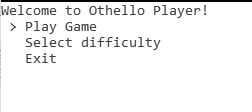 Welcome to Othello Player!
 > Play Game
   Select difficulty
   Exit